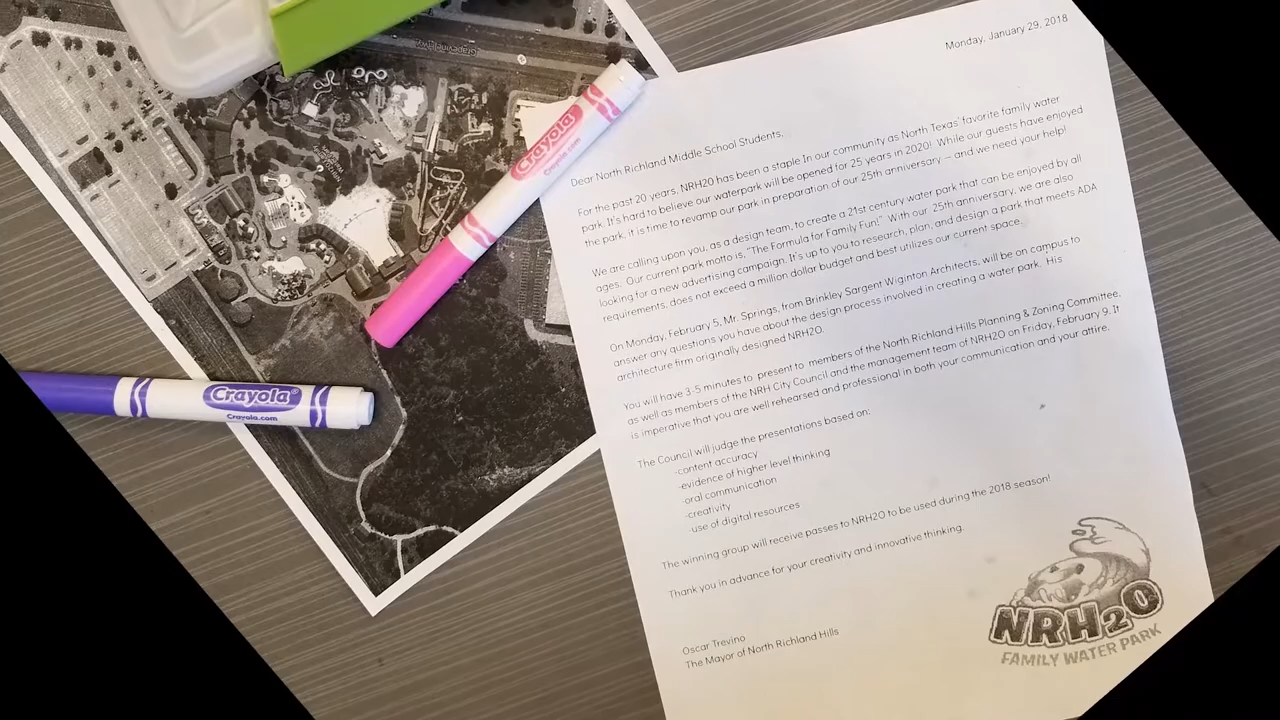 Monday, January 29, 2018
Dear North Richland Middle School Students,
For the past 20 years, NRH20 has been a staple In our community as North Texas' favorite family water
park. It's hard to believe our waterpark will be opened for 25 years in 2020! While our guests have enjoyed
the park, it is time to revamp our park in preparation of our 25th anniversary – and we need your help!
We are calling upon you, as a design team, to create a 21st century water park that can be enjoyed by all
ages. Our current park motto is, "The Formula for Family Fun!" With our 25th anniversary, we are also
looking for a new advertising campaign. It's up to you to research, plan, and design a park that meets ADA
requirements, does not exceed a million dollar budget and best utilizes our current space.
On Monday, February 5, Mr. Springs, from Brinkley Sargent Wiginton Architects, will be on campus to
answer any questions you have about the design process involved in creating a water park. His
architecture firm originally designed NRH2O.
You will have 3-5 minutes to present to members of the North Richland Hills Planning & Zoning Committee,
as well as members of the NRH City Council and the management team of NRH2O on Friday, February 9. It
is imperative that you are well rehearsed and professional in both your communication and your attire.
The Council will judge the presentations based on:
-content accuracy
-evidence of higher level thinking
-oral communication
-creativity
-use of digital resources
The winning group will receive passes to NRH2O to be used during the 2018 season!
Thank you in advance for your creativity and innovative thinking.
Oscar Trevino
The Mayor of North Richland Hills
NRH2O
FAMILY WATER PARK
Crayola
Crayola.com
Crayola
Crayola.com
Grapevine Hwy